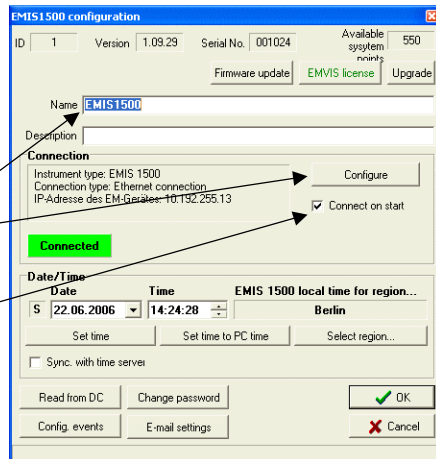 EMIS1500 configuration
ID 1 Version 1.09.29 Serial No. 001024 Available sysytem points 550
Firmware update EMVIS license Upgrade
Name EMIS1500
Description
Connection
Instrument type: EMIS 1500
Connection type: Ethernet connection
IP-Adresse des EM-Gerätes: 10.192.255.13
Configure
Connect on start
Connected
Date/Time
Date Time EMIS 1500 local time for region...
S 22.06.2006 14:24:28 Berlin
Set time Set time to PC time Select region...
Sync. with time server
Read from DC Change password OK
Config. events E-mail settings Cancel